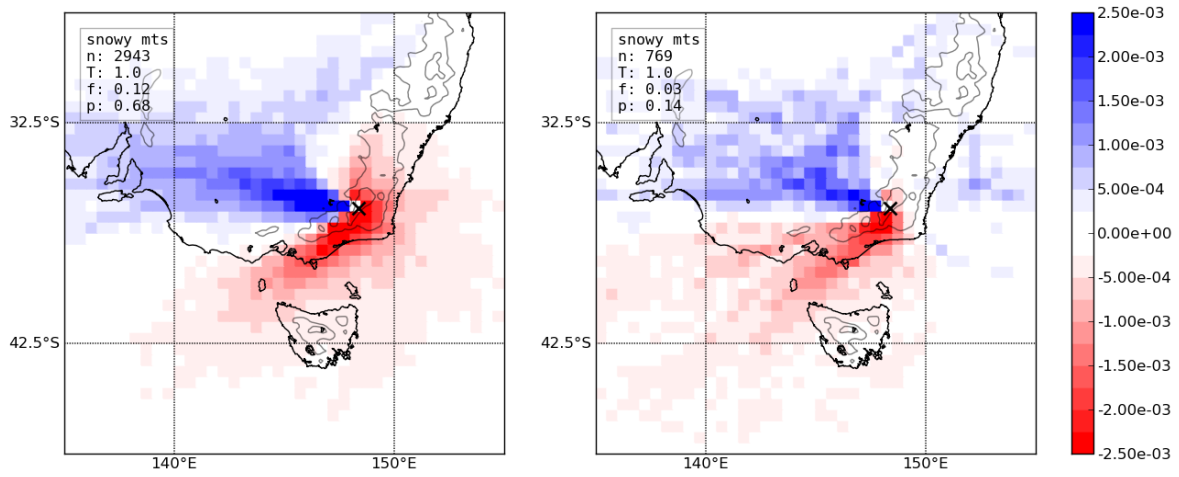 snowy mts
n: 2943
T: 1.0
f: 0.12
p: 0.68
32.5°S
42.5°S
140°E
150°E
snowy mts
n: 769
T: 1.0
f: 0.03
p: 0.14
32.5°S
42.5°S
140°E
150°E
2.50e-03
2.00e-03
1.50e-03
1.00e-03
5.00e-04
0.00e+00
-5.00e-04
-1.00e-03
-1.50e-03
-2.00e-03
-2.50e-03